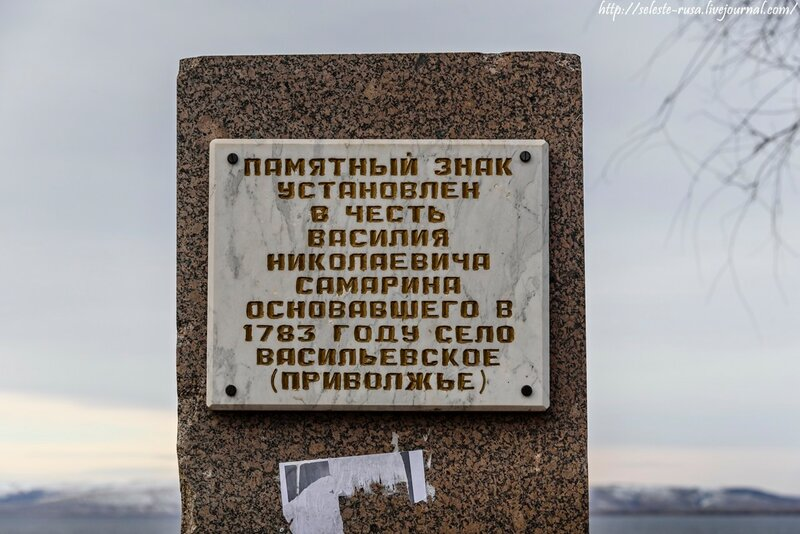 http://seleste-rusa.livejournal.com/
ПАМЯТНЫЙ ЗНАК
УСТАНОВЛЕН
В ЧЕСТЬ
ВАСИЛИЯ
НИКОЛАЕВИЧА
САМАРИНА
ОСНОВАВШЕГО В
1783 ГОДУ СЕЛО
ВАСИЛЬЕВСКОЕ
(ПРИВОЛЖЬЕ)